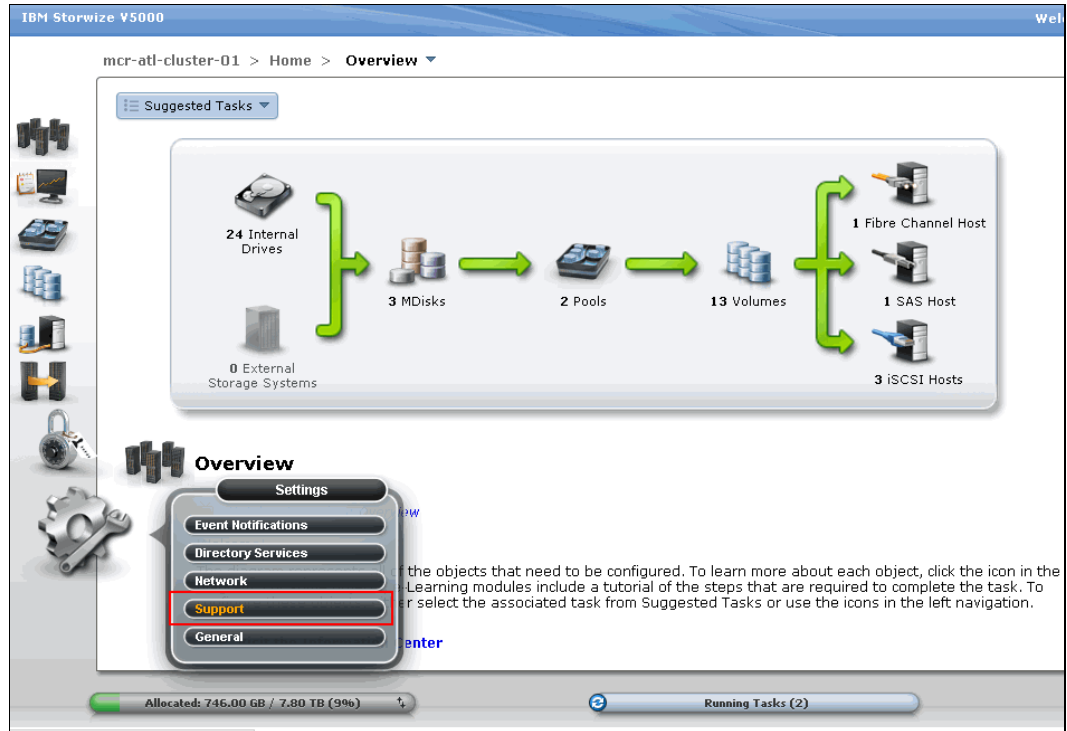 IBM Storwize V5000
mcr-atl-cluster-01 > Home > Overview
Suggested Tasks
24 Internal
Drives
0 External
Storage Systems
3 MDisks
2 Pools
13 Volumes
1 Fibre Channel Host
1 SAS Host
3 iSCSI Hosts
Overview
Settings
Event Notifications
Directory Services
Network
Support
General
of the objects that need to be configured. To learn more about each object, click the icon in the
-Learning modules include a tutorial of the steps that are required to complete the task. To
r select the associated task from Suggested Tasks or use the icons in the left navigation.
Center
Allocated: 746.00 GB / 7.80 TB (9%)
Running Tasks (2)